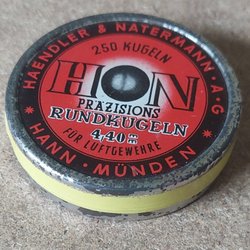 HAENDLER & NATERMANN · A · G
250 KUGELN
HN
PRÄZISIONS
RUNDKUGELN
4,40 m/m
FÜR LUFTGEWEHRE
HANN · MÜNDEN